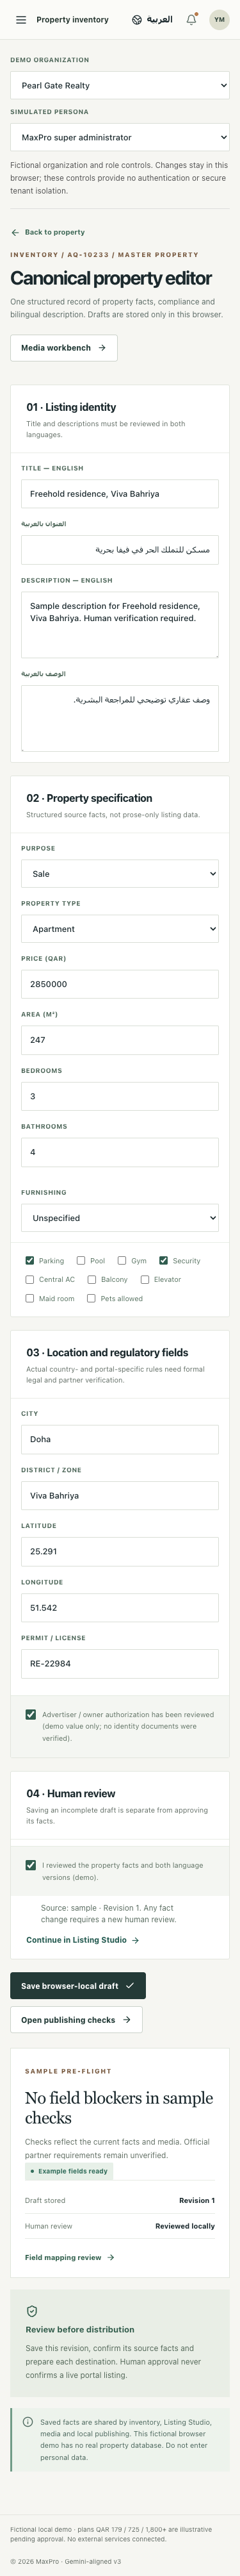 Property inventory
العربية
YM
DEMO ORGANIZATION
Pearl Gate Realty
SIMULATED PERSONA
MaxPro super administrator
Fictional organization and role controls. Changes stay in this
browser; these controls provide no authentication or secure
tenant isolation.
Back to property
INVENTORY / AQ-10233 / MASTER PROPERTY
Canonical property editor
One structured record of property facts, compliance and
bilingual description. Drafts are stored only in this browser.
Media workbench
01 · Listing identity
Title and descriptions must be reviewed in both
languages.
TITLE — ENGLISH
Freehold residence, Viva Bahriya
العنوان بالعربية
مسكن للتملك الحر في فيفا بحرية
DESCRIPTION — ENGLISH
Sample description for Freehold residence,
Viva Bahriya. Human verification required.
الوصف بالعربية
وصف عقاري توضيحي للمراجعة البشرية.
02 · Property specification
Structured source facts, not prose-only listing data.
PURPOSE
Sale
PROPERTY TYPE
Apartment
PRICE (QAR)
2850000
AREA (M²)
247
BEDROOMS
3
BATHROOMS
4
FURNISHING
Unspecified
Parking Pool Gym Security
Central AC Balcony Elevator
Maid room Pets allowed
03 · Location and regulatory fields
Actual country- and portal-specific rules need formal
legal and partner verification.
CITY
Doha
DISTRICT / ZONE
Viva Bahriya
LATITUDE
25.291
LONGITUDE
51.542
PERMIT / LICENSE
RE-22984
Advertiser / owner authorization has been reviewed
(demo value only; no identity documents were
verified).
04 · Human review
Saving an incomplete draft is separate from approving
its facts.
I reviewed the property facts and both language
versions (demo).
Source: sample · Revision 1. Any fact
change requires a new human review.
Continue in Listing Studio
Save browser-local draft
Open publishing checks
SAMPLE PRE-FLIGHT
No field blockers in sample
checks
Checks reflect the current facts and media. Official
partner requirements remain unverified.
Example fields ready
Draft stored Revision 1
Human review Reviewed locally
Field mapping review
Review before distribution
Save this revision, confirm its source facts and
prepare each destination. Human approval never
confirms a live portal listing.
Saved facts are shared by inventory, Listing Studio,
media and local publishing. This fictional browser
demo has no real property database. Do not enter
personal data.
Fictional local demo · plans QAR 179 / 725 / 1,800+ are illustrative
pending approval. No external services connected.
© 2026 MaxPro · Gemini-aligned v3